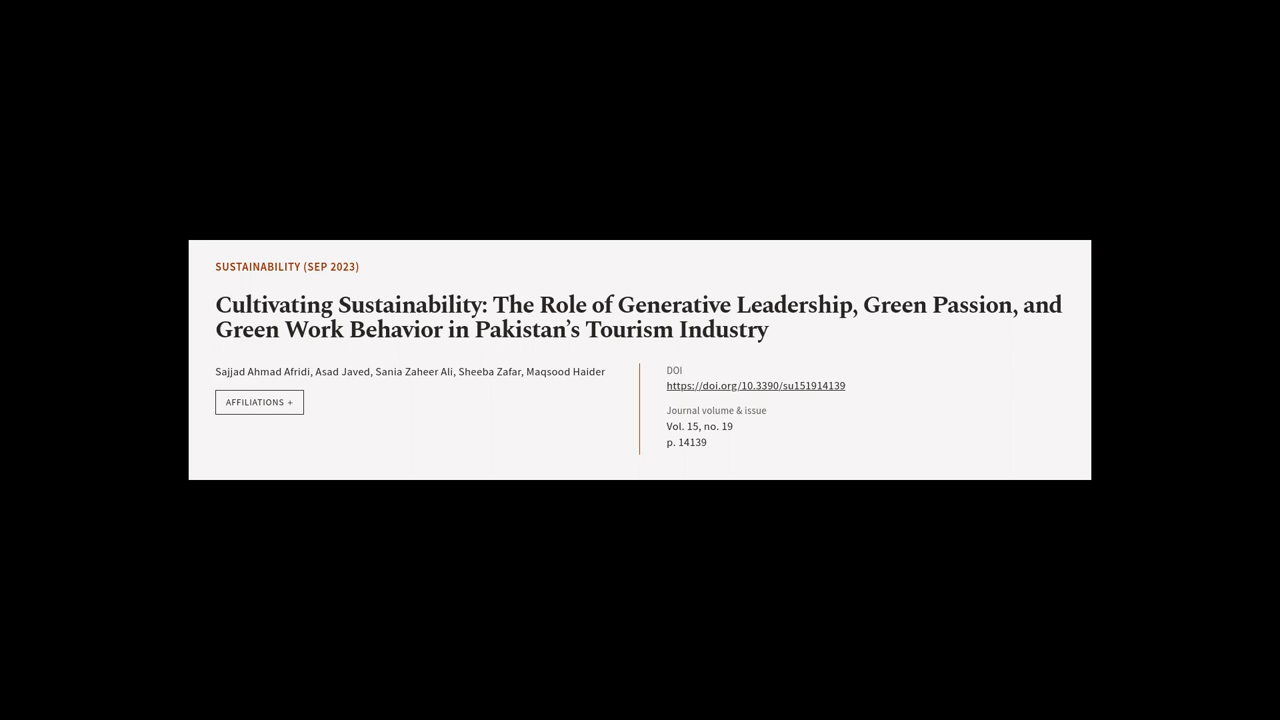 SUSTAINABILITY (SEP 2023)
Cultivating Sustainability: The Role of Generative Leadership, Green Passion, and
Green Work Behavior in Pakistan’s Tourism Industry
Sajjad Ahmad Afridi, Asad Javed, Sania Zaheer Ali, Sheeba Zafar, Maqsood Haider
AFFILIATIONS +
DOI
https://doi.org/10.3390/su151914139
Journal volume & issue
Vol. 15, no. 19
p. 14139